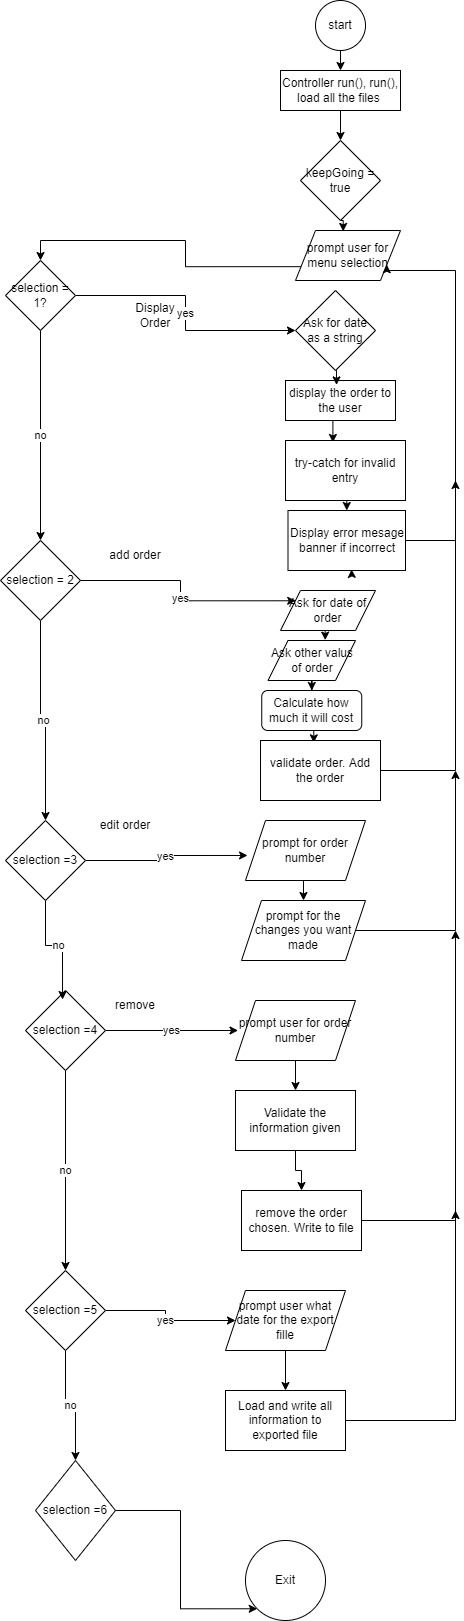 start
Controller run(), run(),
load all the files
keepGoing =
true
prompt user for
menu selection
selection =
1?
Display
Order
yes
Ask for date
as a string
display the order to
the user
no
try-catch for invalid
entry
Display error mesage
banner if incorrect
add order
selection = 2
yes
Ask for date of
order
Ask other valus
of order
Calculate how
much it will cost
no
validate order. Add
the order
edit order
selection =3
yes
prompt for order
number
prompt for the
changes you want
made
no
remove
selection =4
yes
prompt user for order
number
Validate the
information given
no
remove the order
chosen. Write to file
selection =5
yes
prompt user what
date for the export
fille
no
Load and write all
information to
exported file
selection =6
Exit